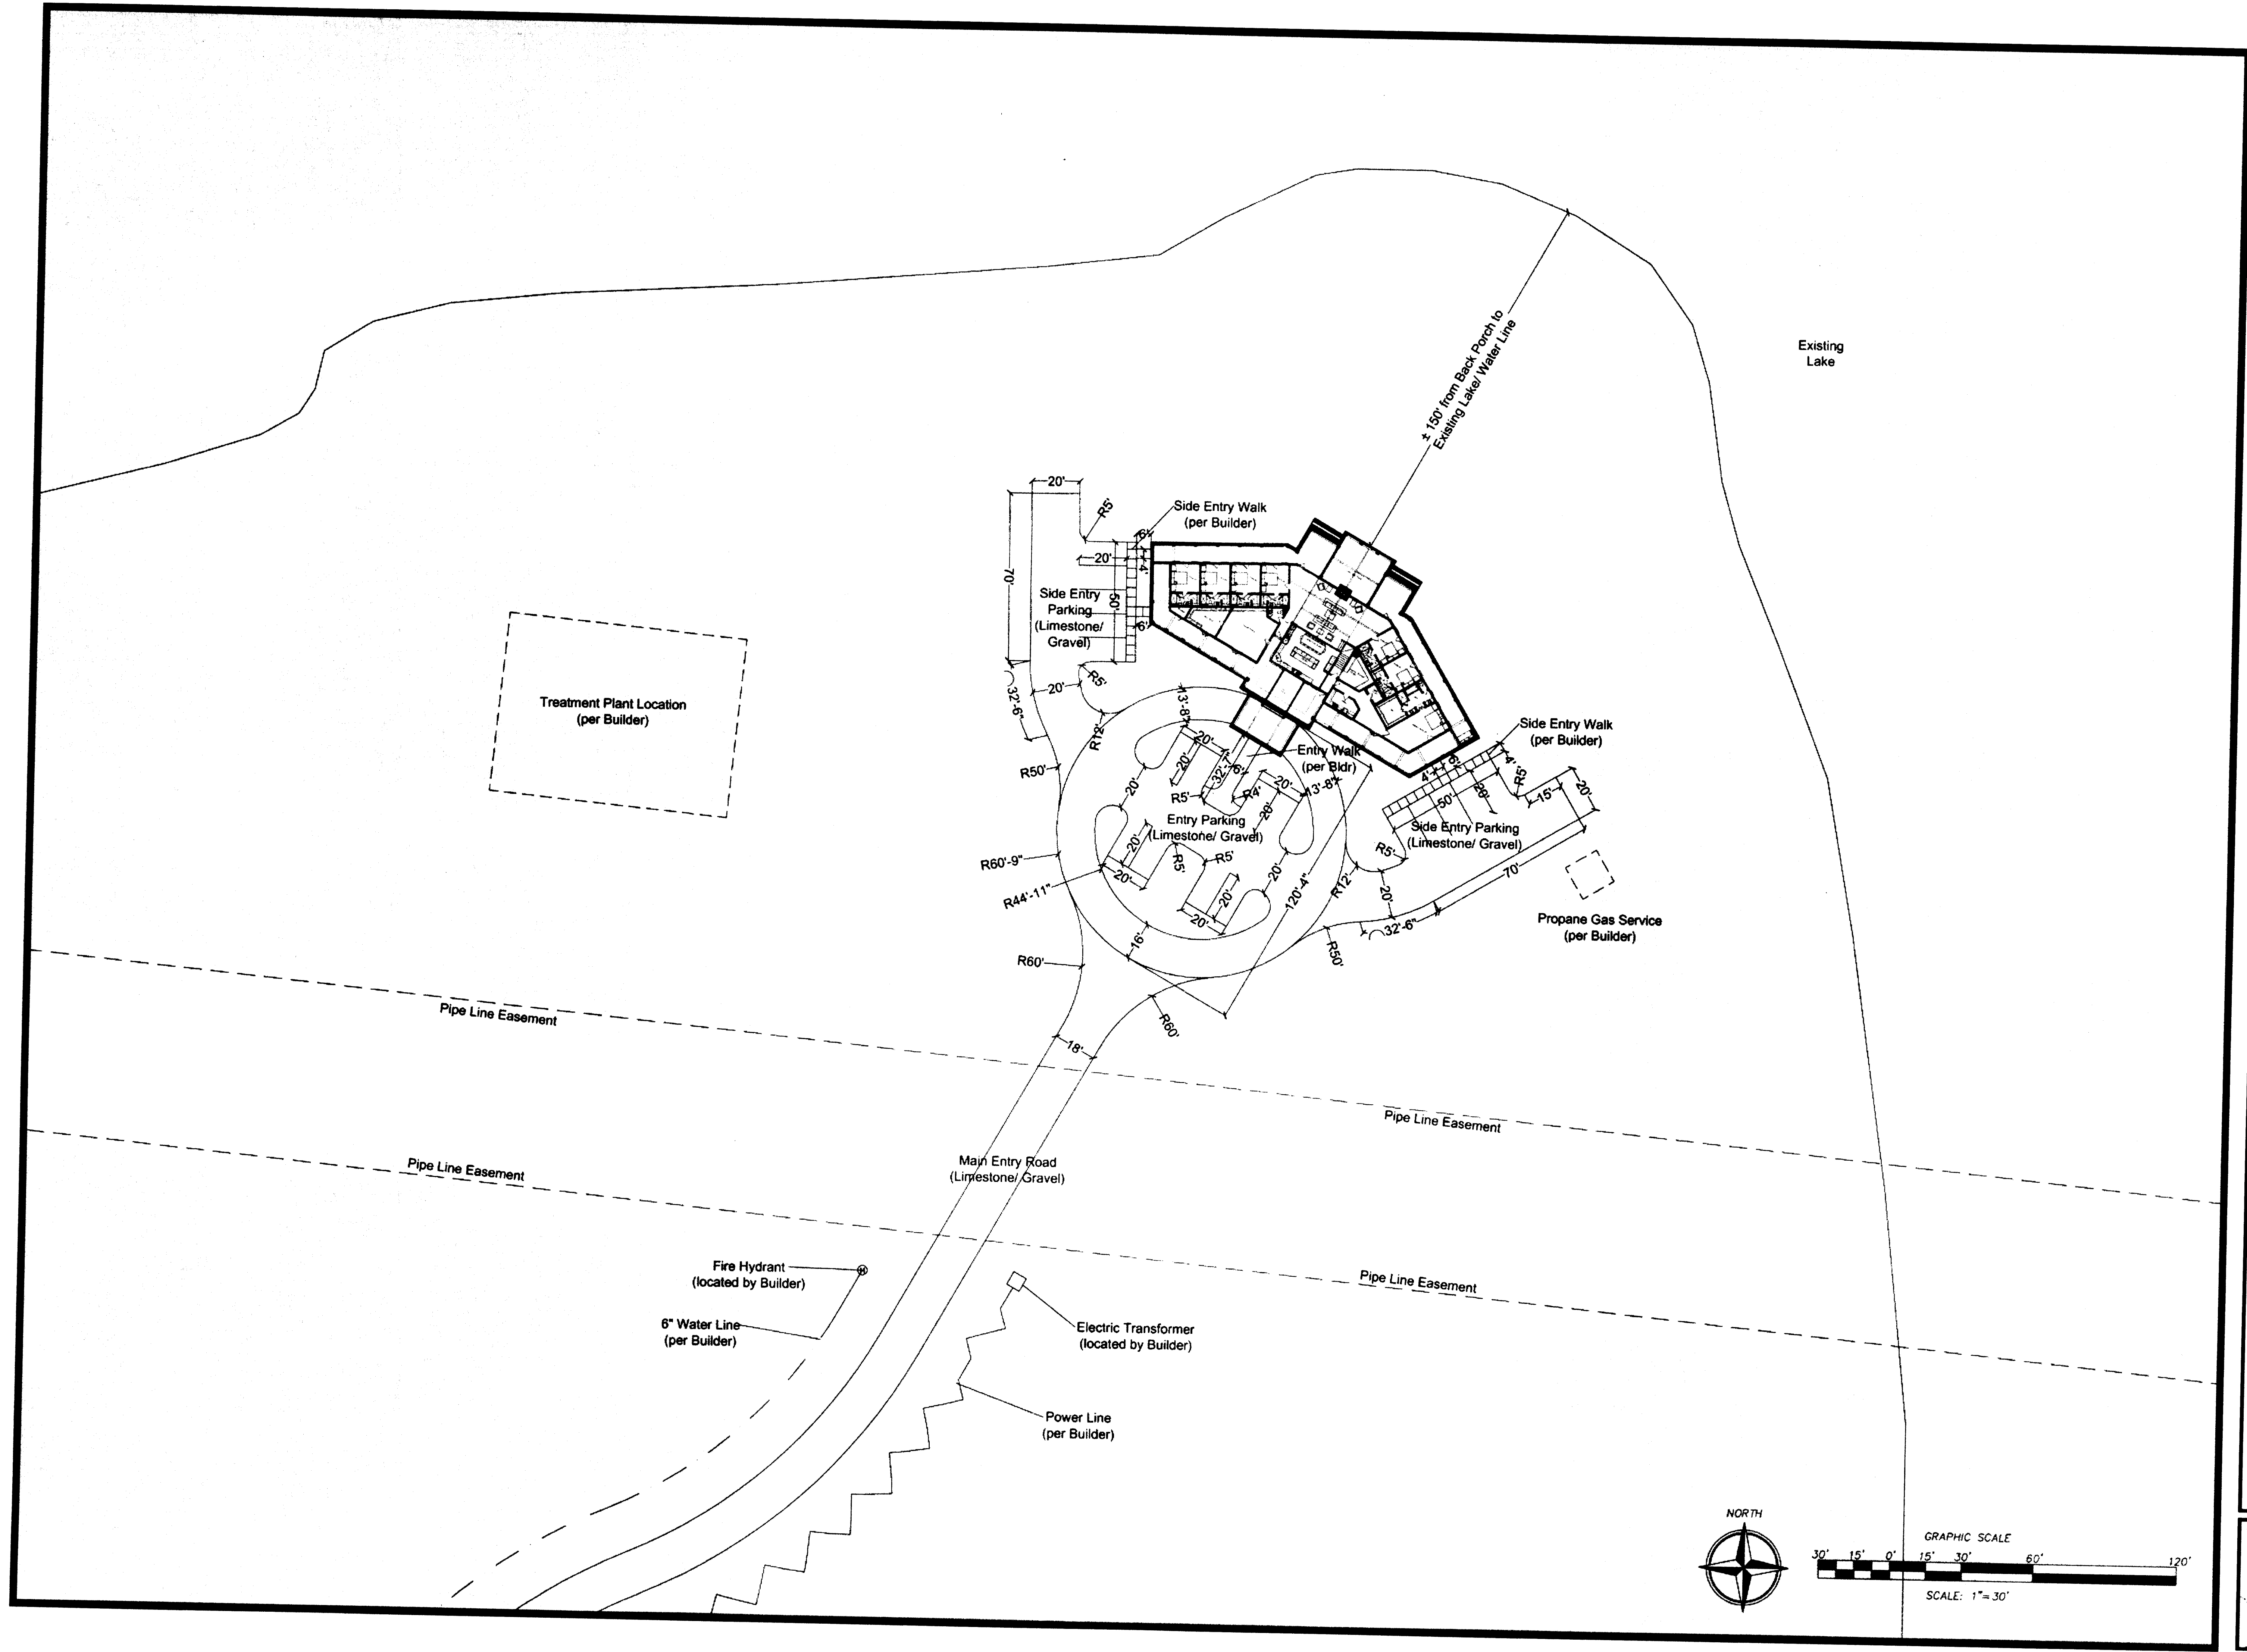 Existing
Lake
± 150' from Back Porch to
Existing Lake/ Water Line
20'
R5'
Side Entry Walk
(per Builder)
6'
20'
4'
70'
50'
Side Entry
Parking
(Limestone/
Gravel)
6'
R5'
20'
32'-6"
R12'
R50'
Treatment Plant Location
(per Builder)
13'-8"
20'
20'
32'-7"
6'
Entry Walk
(per Bldr)
20'
R5'
R4'
20'
13'-8"
20'
Entry Parking
(Limestone/ Gravel)
20'
20'
R5'
R5'
20'
20'
20'
120'-4"
R60'-9"
R44'-11"
16'
R60'
R60'
18'
Side Entry Walk
(per Builder)
4'
6'
4'
R5'
20'
50'
15'
20'
Side Entry Parking
(Limestone/ Gravel)
R5'
R12'
20'
70'
32'-6"
R50'
Propane Gas Service
(per Builder)
Pipe Line Easement
Pipe Line Easement
Main Entry Road
(Limestone/ Gravel)
Pipe Line Easement
Pipe Line Easement
Fire Hydrant
(located by Builder)
H
6" Water Line
(per Builder)
Electric Transformer
(located by Builder)
Power Line
(per Builder)
NORTH
GRAPHIC SCALE
30' 15' 0' 15' 30' 60' 120'
SCALE: 1"= 30'